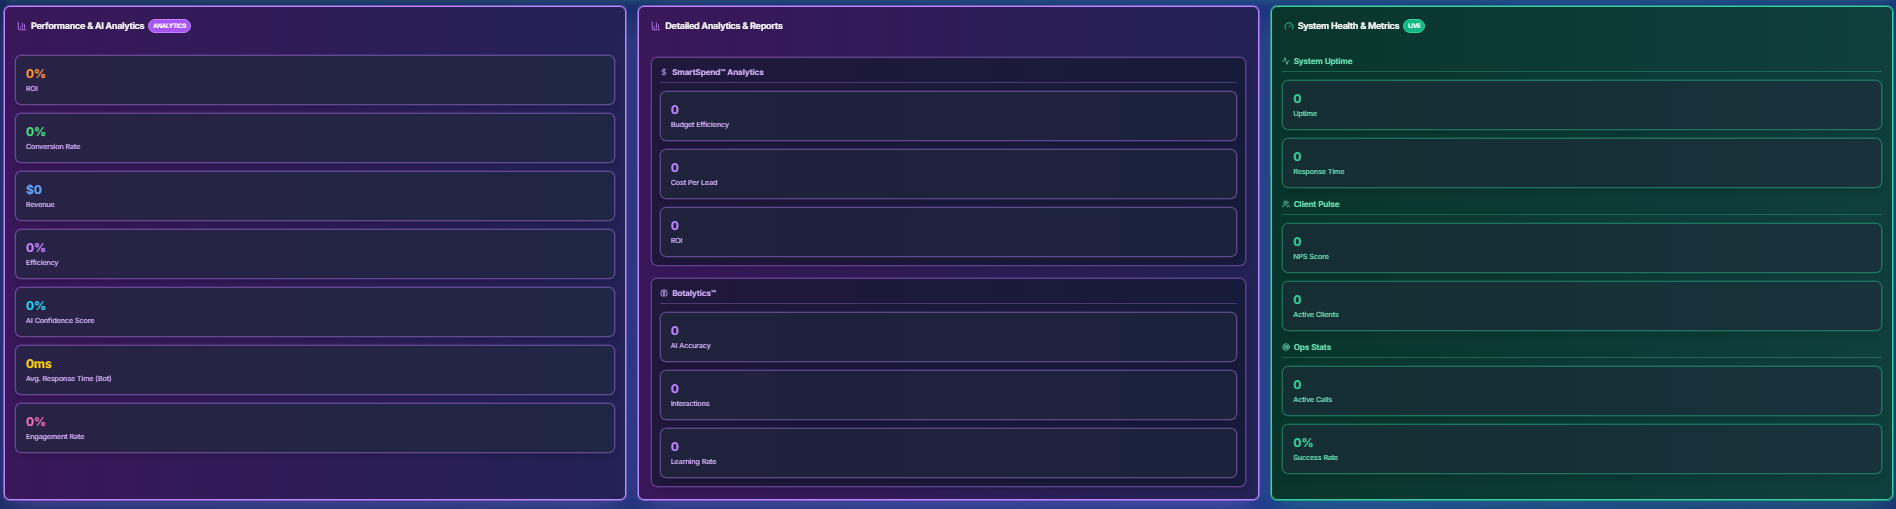 Performance & AI Analytics ANALYTICS
0%
ROI
0%
Conversion Rate
$0
Revenue
0%
Efficiency
0%
AI Confidence Score
0ms
Avg. Response Time (Bot)
0%
Engagement Rate
Detailed Analytics & Reports
SmartSpend™ Analytics
0
Budget Efficiency
0
Cost Per Lead
0
ROI
Botalytics™
0
AI Accuracy
0
Interactions
0
Learning Rate
System Health & Metrics LIVE
System Uptime
0
Uptime
0
Response Time
Client Pulse
0
NPS Score
0
Active Clients
Ops Stats
0
Active Calls
0%
Success Rate